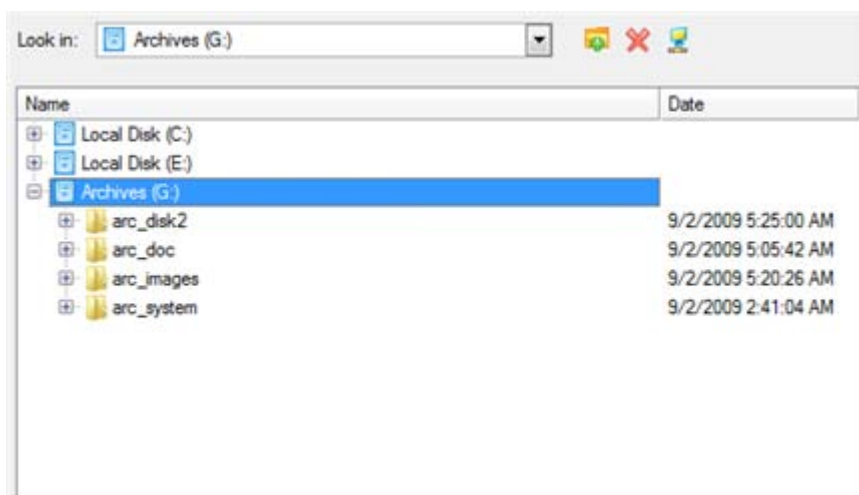 Look in: Archives (G:)
Name Date
Local Disk (C:)
Local Disk (E:)
Archives (G:)
arc_disk2 9/2/2009 5:25:00 AM
arc_doc 9/2/2009 5:05:42 AM
arc_images 9/2/2009 5:20:26 AM
arc_system 9/2/2009 2:41:04 AM